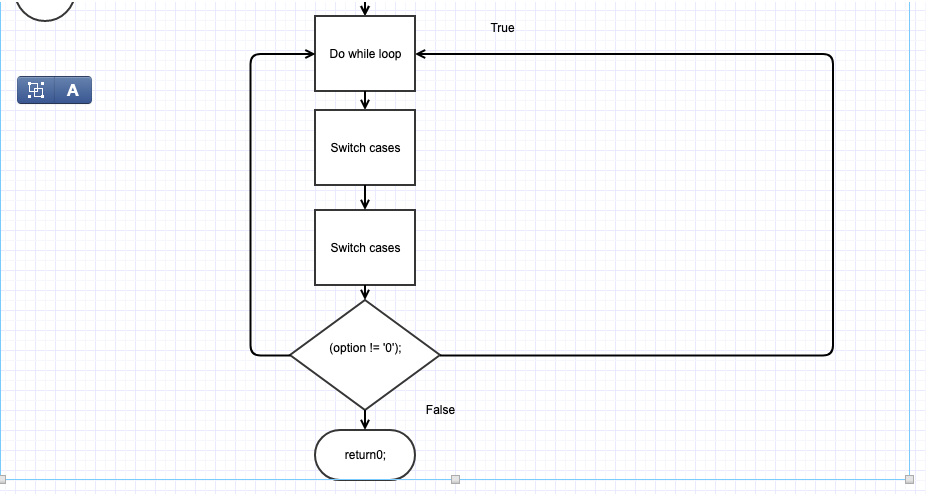 True
Do while loop
A
Switch cases
Switch cases
(option != '0');
False
return0;